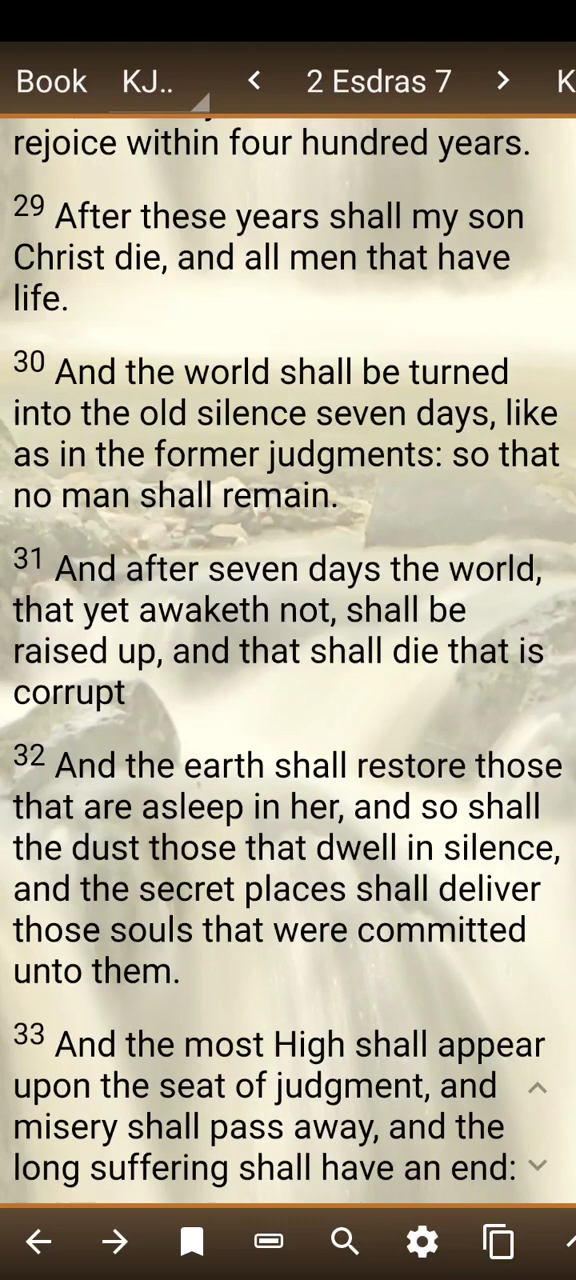 Book KJ.. 2 Esdras 7 K
rejoice within four hundred years.
29 After these years shall my son
Christ die, and all men that have
life.
30 And the world shall be turned
into the old silence seven days, like
as in the former judgments: so that
no man shall remain.
31 And after seven days the world,
that yet awaketh not, shall be
raised up, and that shall die that is
corrupt
32 And the earth shall restore those
that are asleep in her, and so shall
the dust those that dwell in silence,
and the secret places shall deliver
those souls that were committed
unto them.
33 And the most High shall appear
upon the seat of judgment, and
misery shall pass away, and the
long suffering shall have an end: